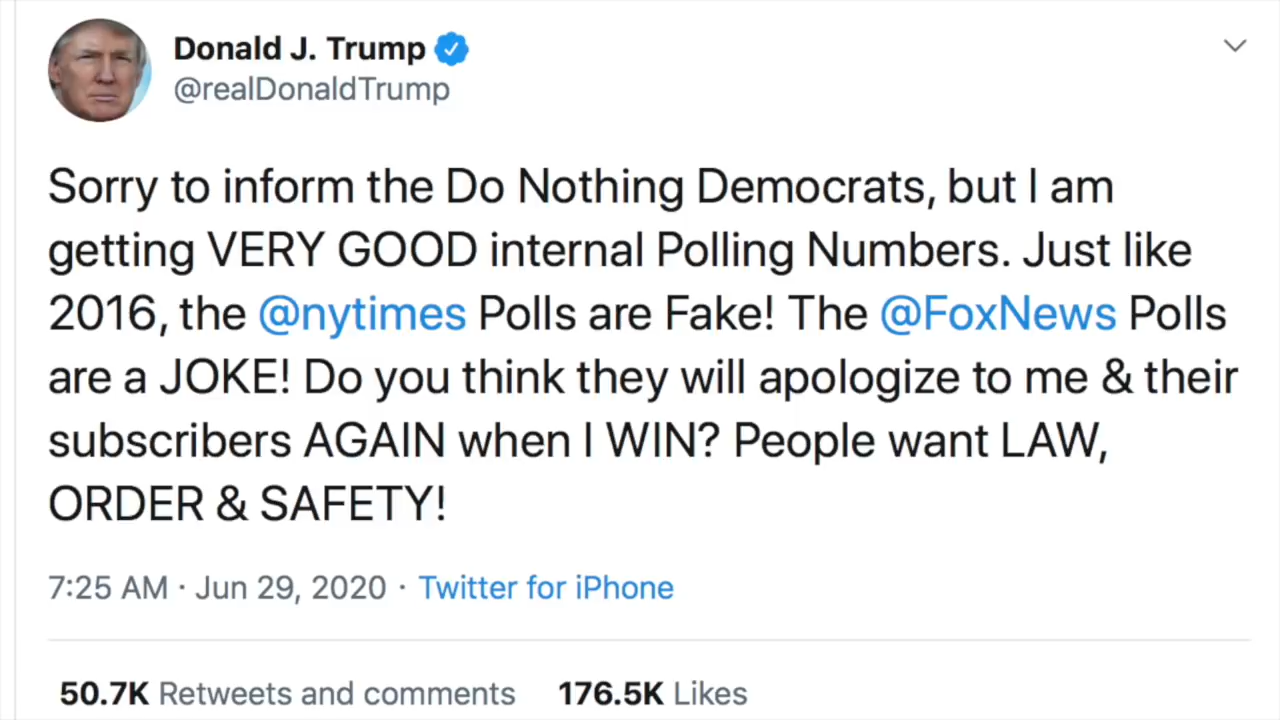 Donald J. Trump
@realDonaldTrump
Sorry to inform the Do Nothing Democrats, but I am
getting VERY GOOD internal Polling Numbers. Just like
2016, the @nytimes Polls are Fake! The @FoxNews Polls
are a JOKE! Do you think they will apologize to me & their
subscribers AGAIN when I WIN? People want LAW,
ORDER & SAFETY!
7:25 AM · Jun 29, 2020 · Twitter for iPhone
50.7K Retweets and comments 176.5K Likes